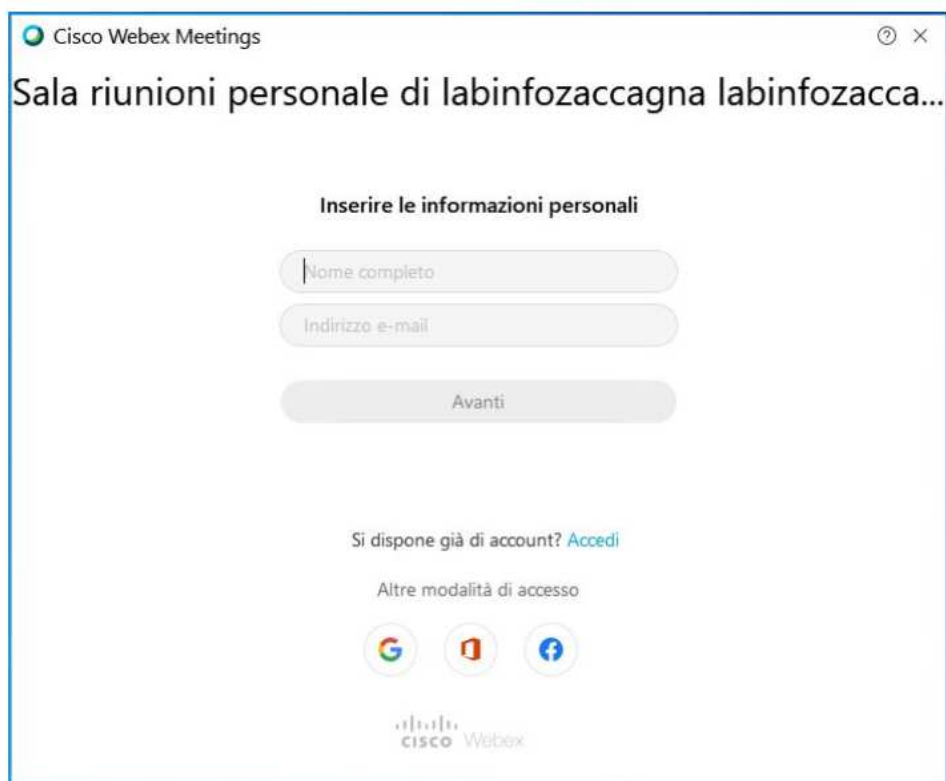 Cisco Webex Meetings
Sala riunioni personale di labinfozaccagna labinfozacca...
Inserire le informazioni personali
Nome completo
Indirizzo e-mail
Avanti
Si dispone già di account? Accedi
Altre modalità di accesso
CISCO Webex